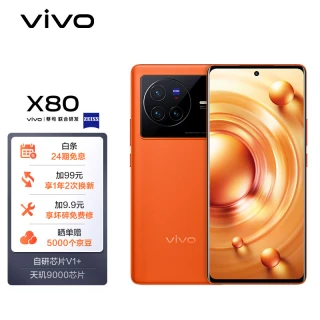 vivo
X80
vivo | 蔡司 联合研发 ZEISS
白条
24期免息
加99元
享1年2次换新
加9.9元
享坏碎免费修
晒单赠
5000个京豆
自研芯片V1+
天玑9000芯片
vivo